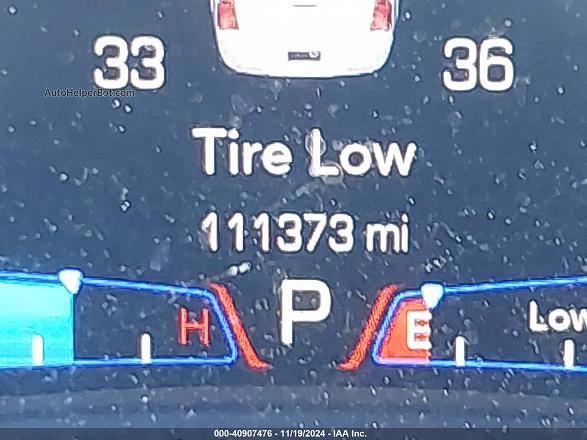 33 36
AutoHelperBot.com
Tire Low
111373 mi
H P E Low
000-40907476 - 11/19/2024 - IAA Inc.